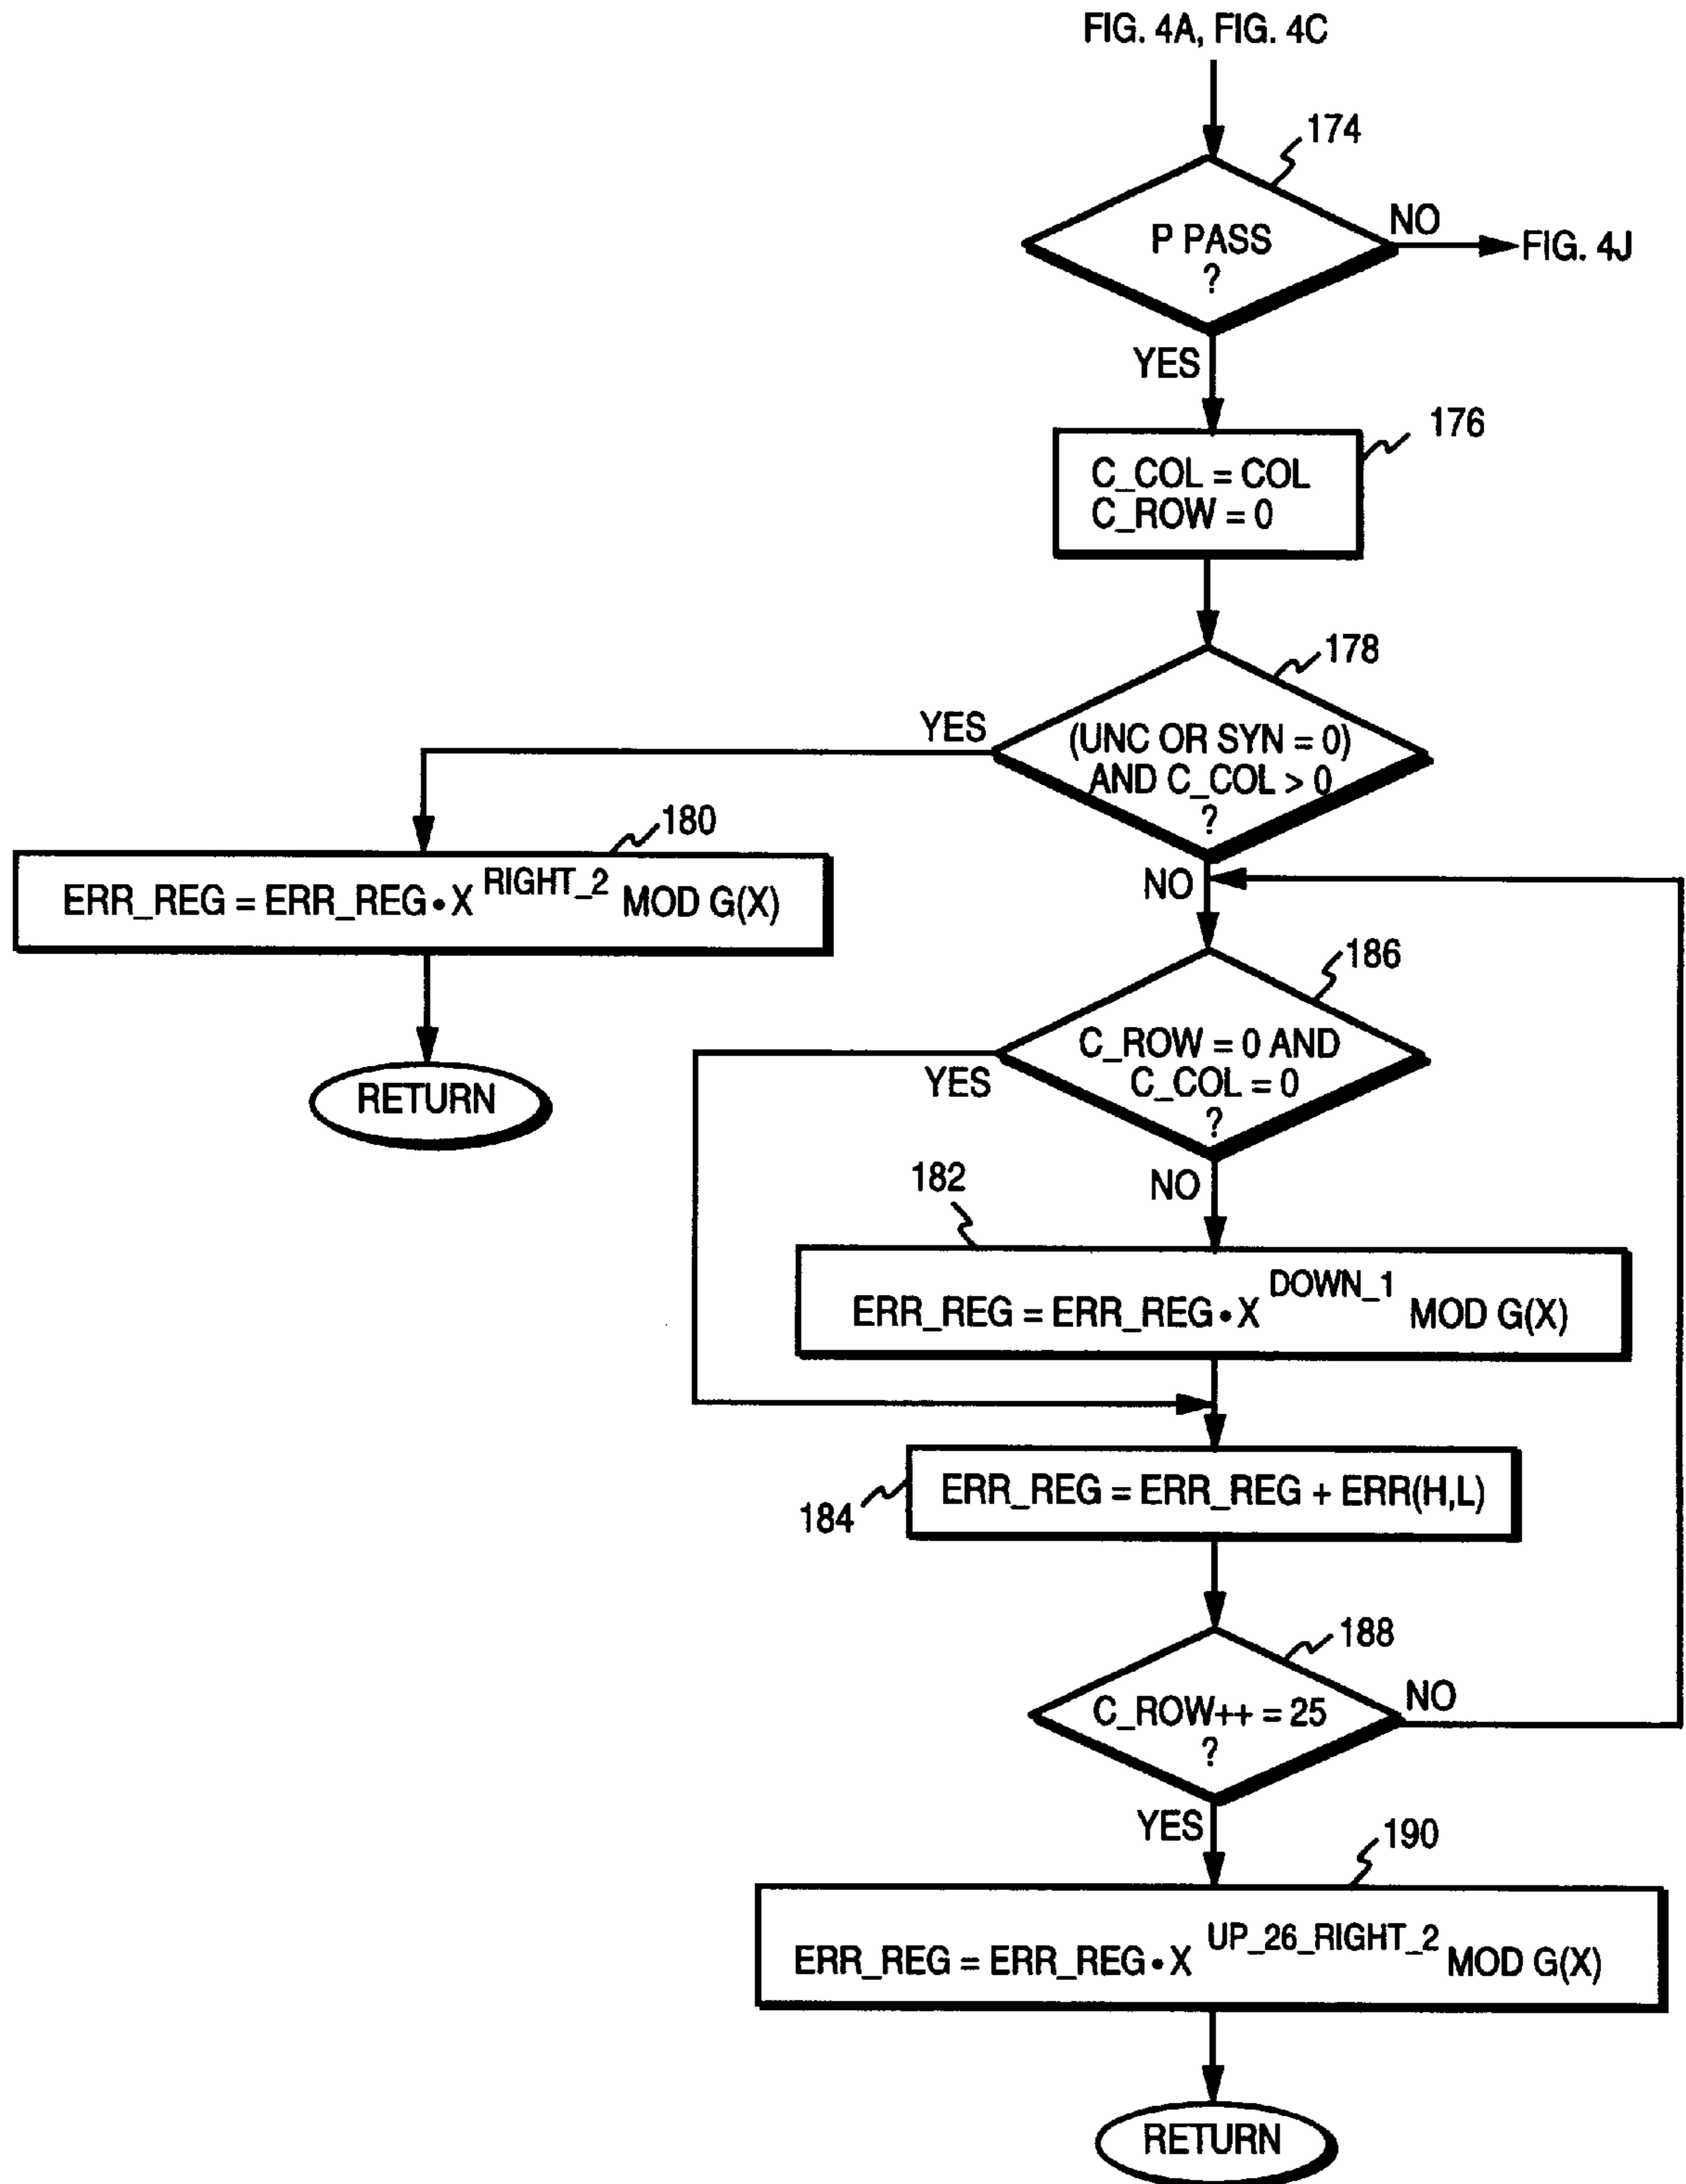 FIG. 4A, FIG. 4C
174
P PASS
?
NO
FIG. 4J
YES
176
C_COL = COL
C_ROW = 0
178
YES
(UNC OR SYN = 0)
AND C_COL > 0
?
180
ERR_REG = ERR_REG • X RIGHT_2 MOD G(X)
NO
RETURN
186
C_ROW = 0 AND
C_COL = 0
?
YES
NO
182
ERR_REG = ERR_REG • X DOWN_1 MOD G(X)
184
ERR_REG = ERR_REG + ERR(H,L)
188
C_ROW++ = 25
?
NO
YES
190
ERR_REG = ERR_REG • X UP_26_RIGHT_2 MOD G(X)
RETURN